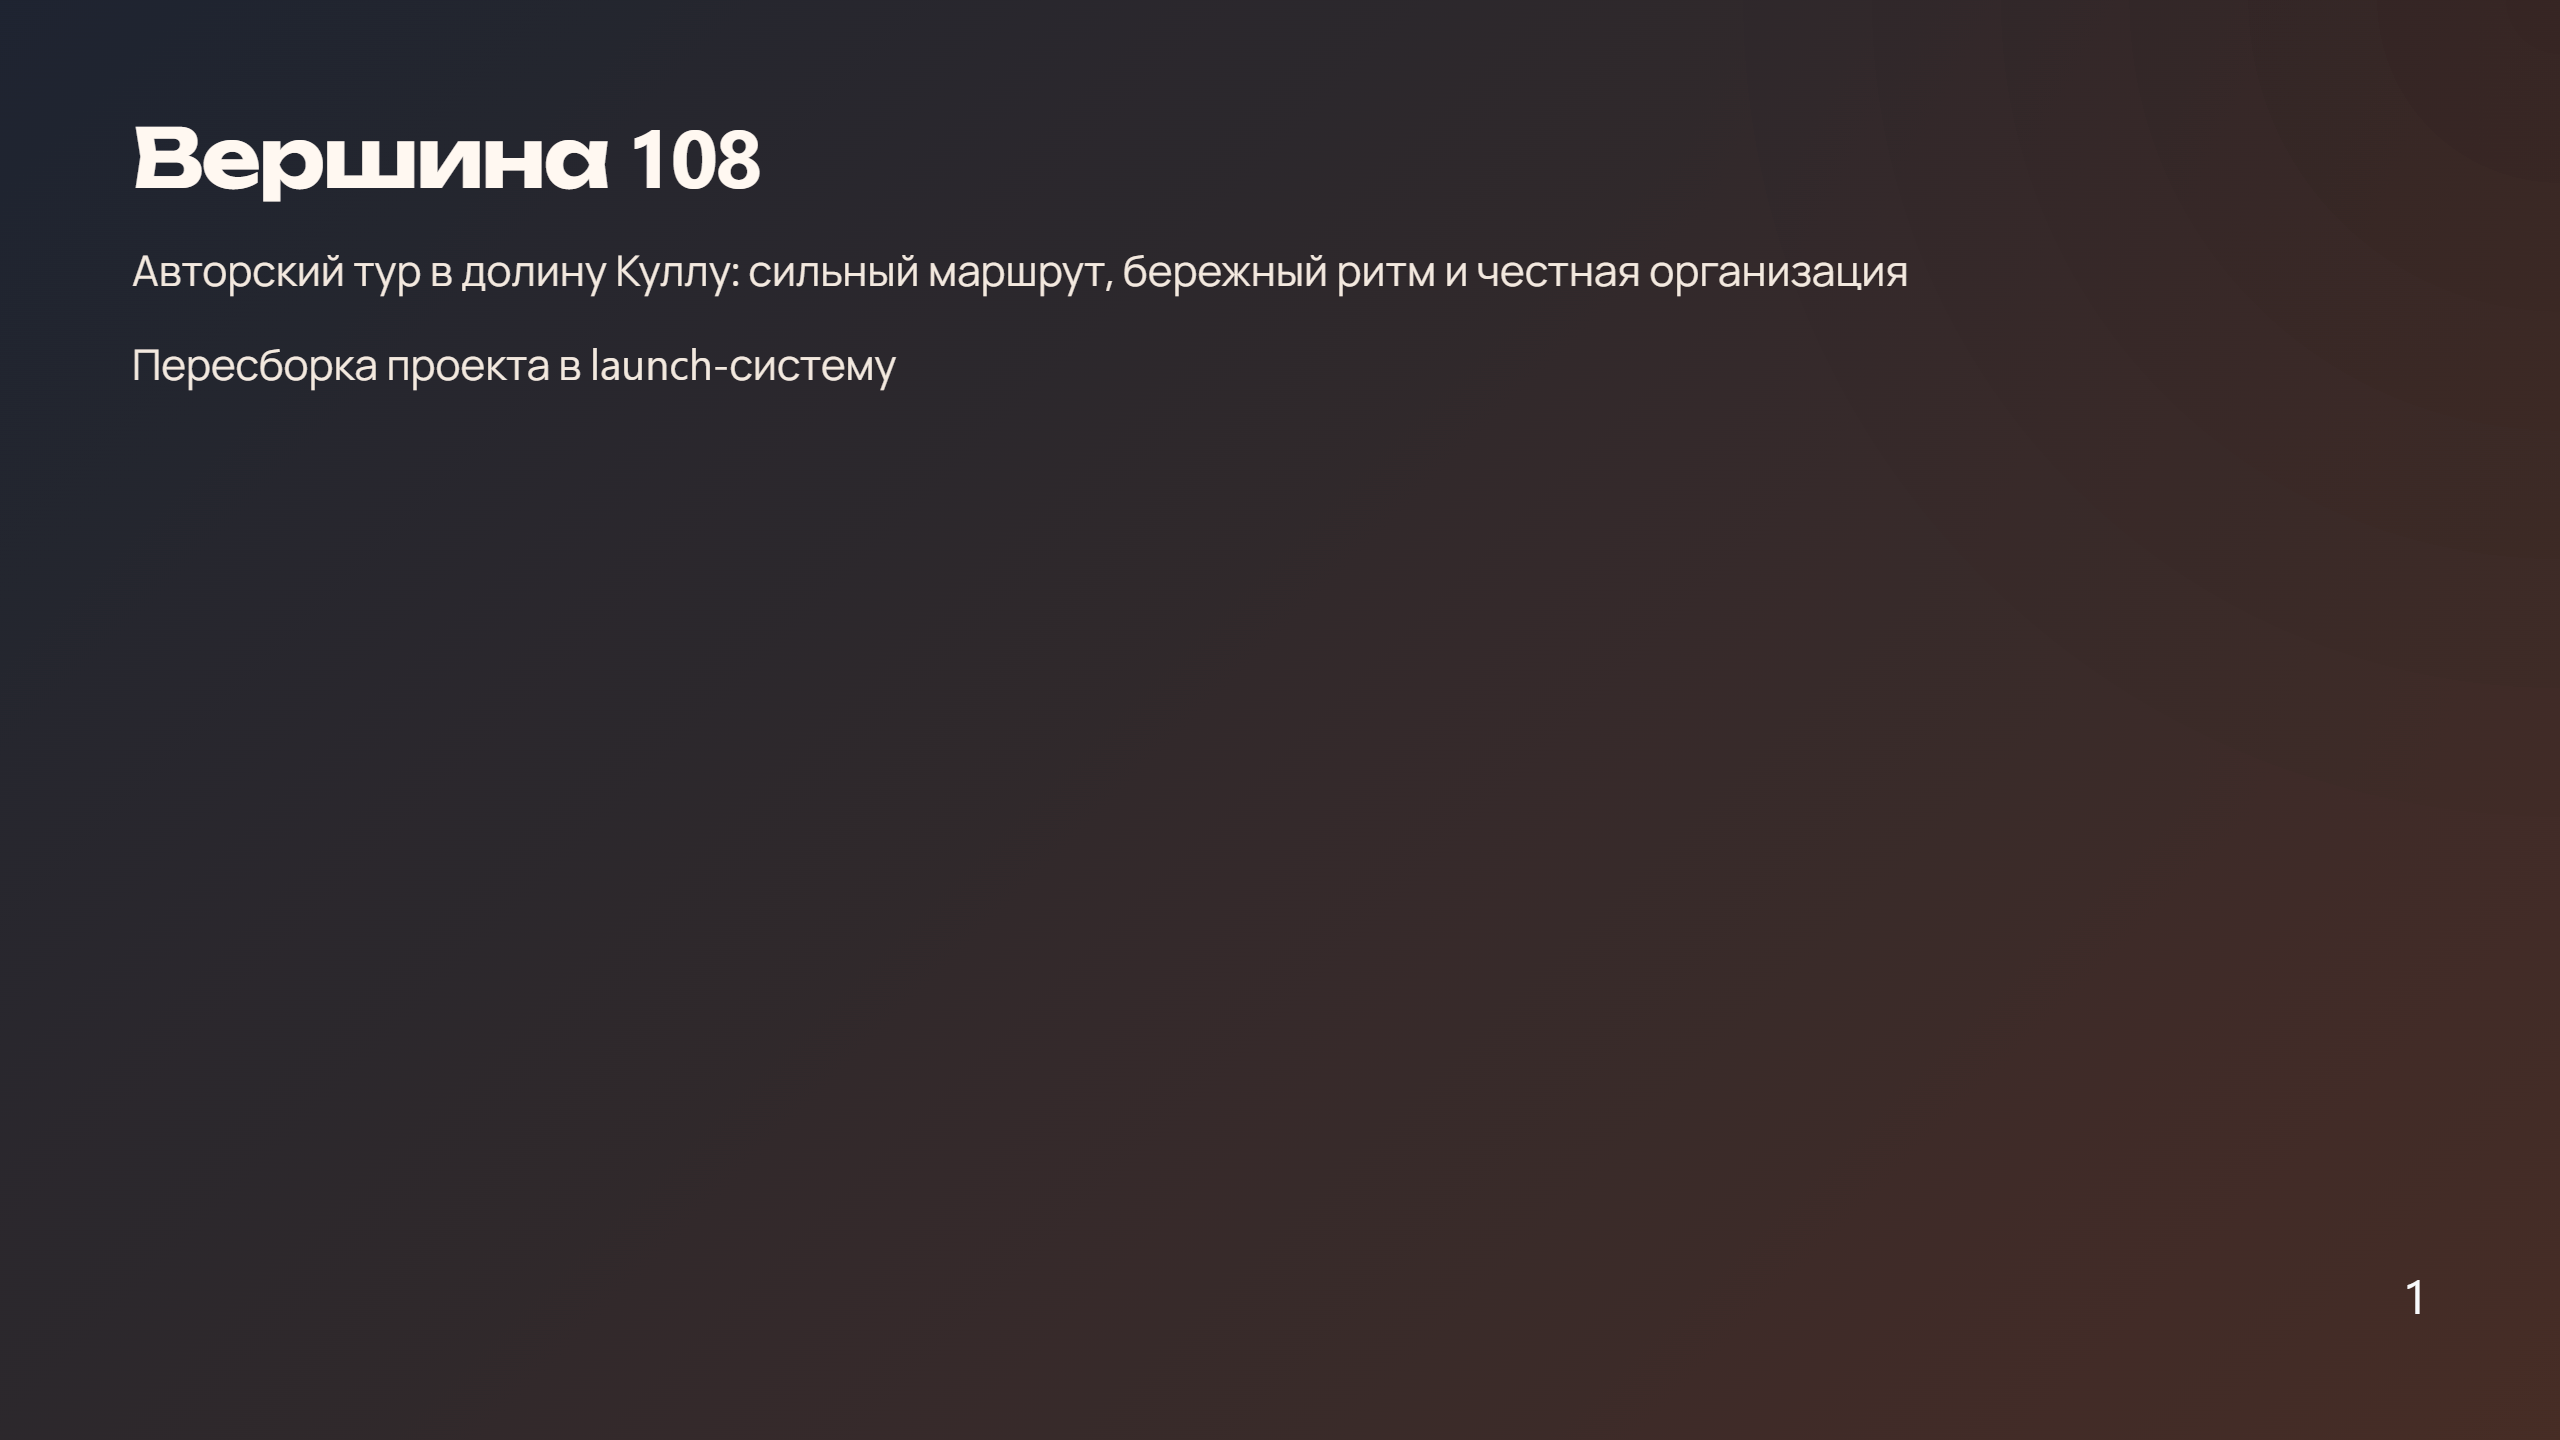 Вершина 108
Авторский тур в долину Куллу: сильный маршрут, бережный ритм и честная организация
Пересборка проекта в launch-систему
1